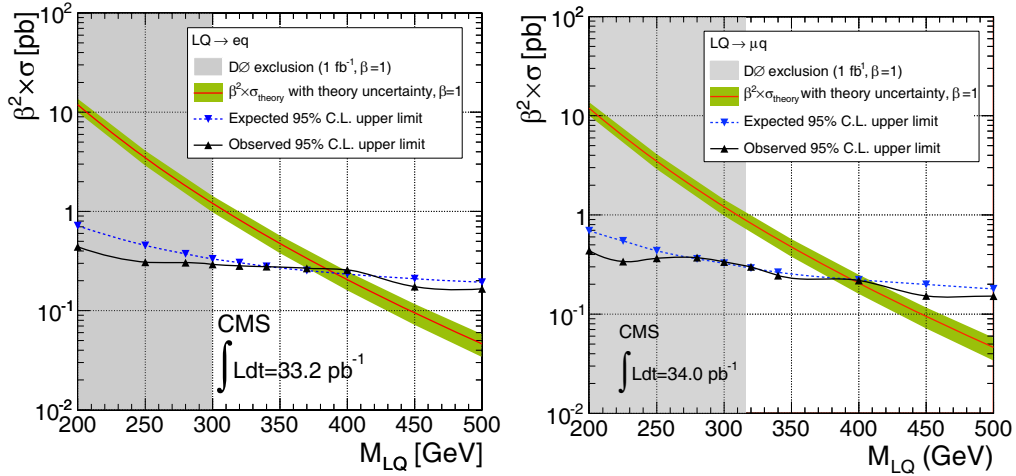 β²×σ [pb]
10²
10
1
10⁻¹
10⁻²
LQ → eq
DØ exclusion (1 fb⁻¹, β=1)
β²×σ_theory with theory uncertainty, β=1
Expected 95% C.L. upper limit
Observed 95% C.L. upper limit
CMS
∫ Ldt=33.2 pb⁻¹
200 250 300 350 400 450 500
M_LQ [GeV]
β²×σ [pb]
10²
10
1
10⁻¹
10⁻²
LQ → μq
DØ exclusion (1 fb⁻¹, β=1)
β²×σ_theory with theory uncertainty, β=1
Expected 95% C.L. upper limit
Observed 95% C.L. upper limit
CMS
∫ Ldt=34.0 pb⁻¹
200 250 300 350 400 450 500
M_LQ (GeV)